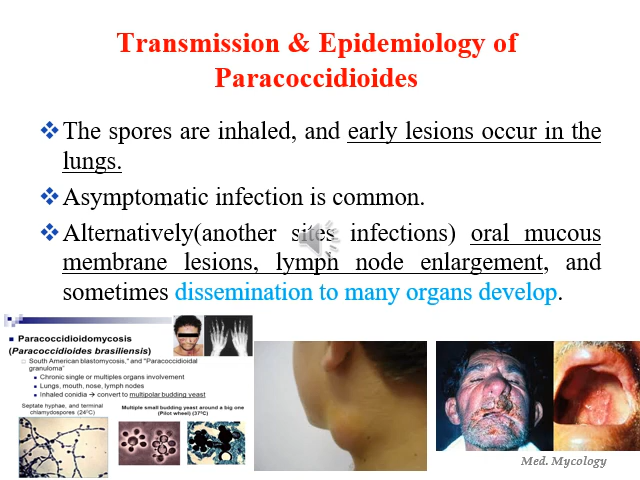 Transmission & Epidemiology of
Paracoccidioides
The spores are inhaled, and early lesions occur in the
lungs.
Asymptomatic infection is common.
Alternatively(another sites infections) oral mucous
membrane lesions, lymph node enlargement, and
sometimes dissemination to many organs develop.
Paracoccidioidomycosis
(Paracoccidioides brasiliensis)
South American blastomycosis," and "Paracoccidioidal
granuloma"
Chronic single or multiples organs involvement
Lungs, mouth, nose, lymph nodes
Inhaled conidia → convert to multipolar budding yeast
Septate hyphae, and terminal
chlamydospores (24⁰C)
Multiple small budding yeast around a big one
(Pilot wheel) (37⁰C)
Med. Mycology